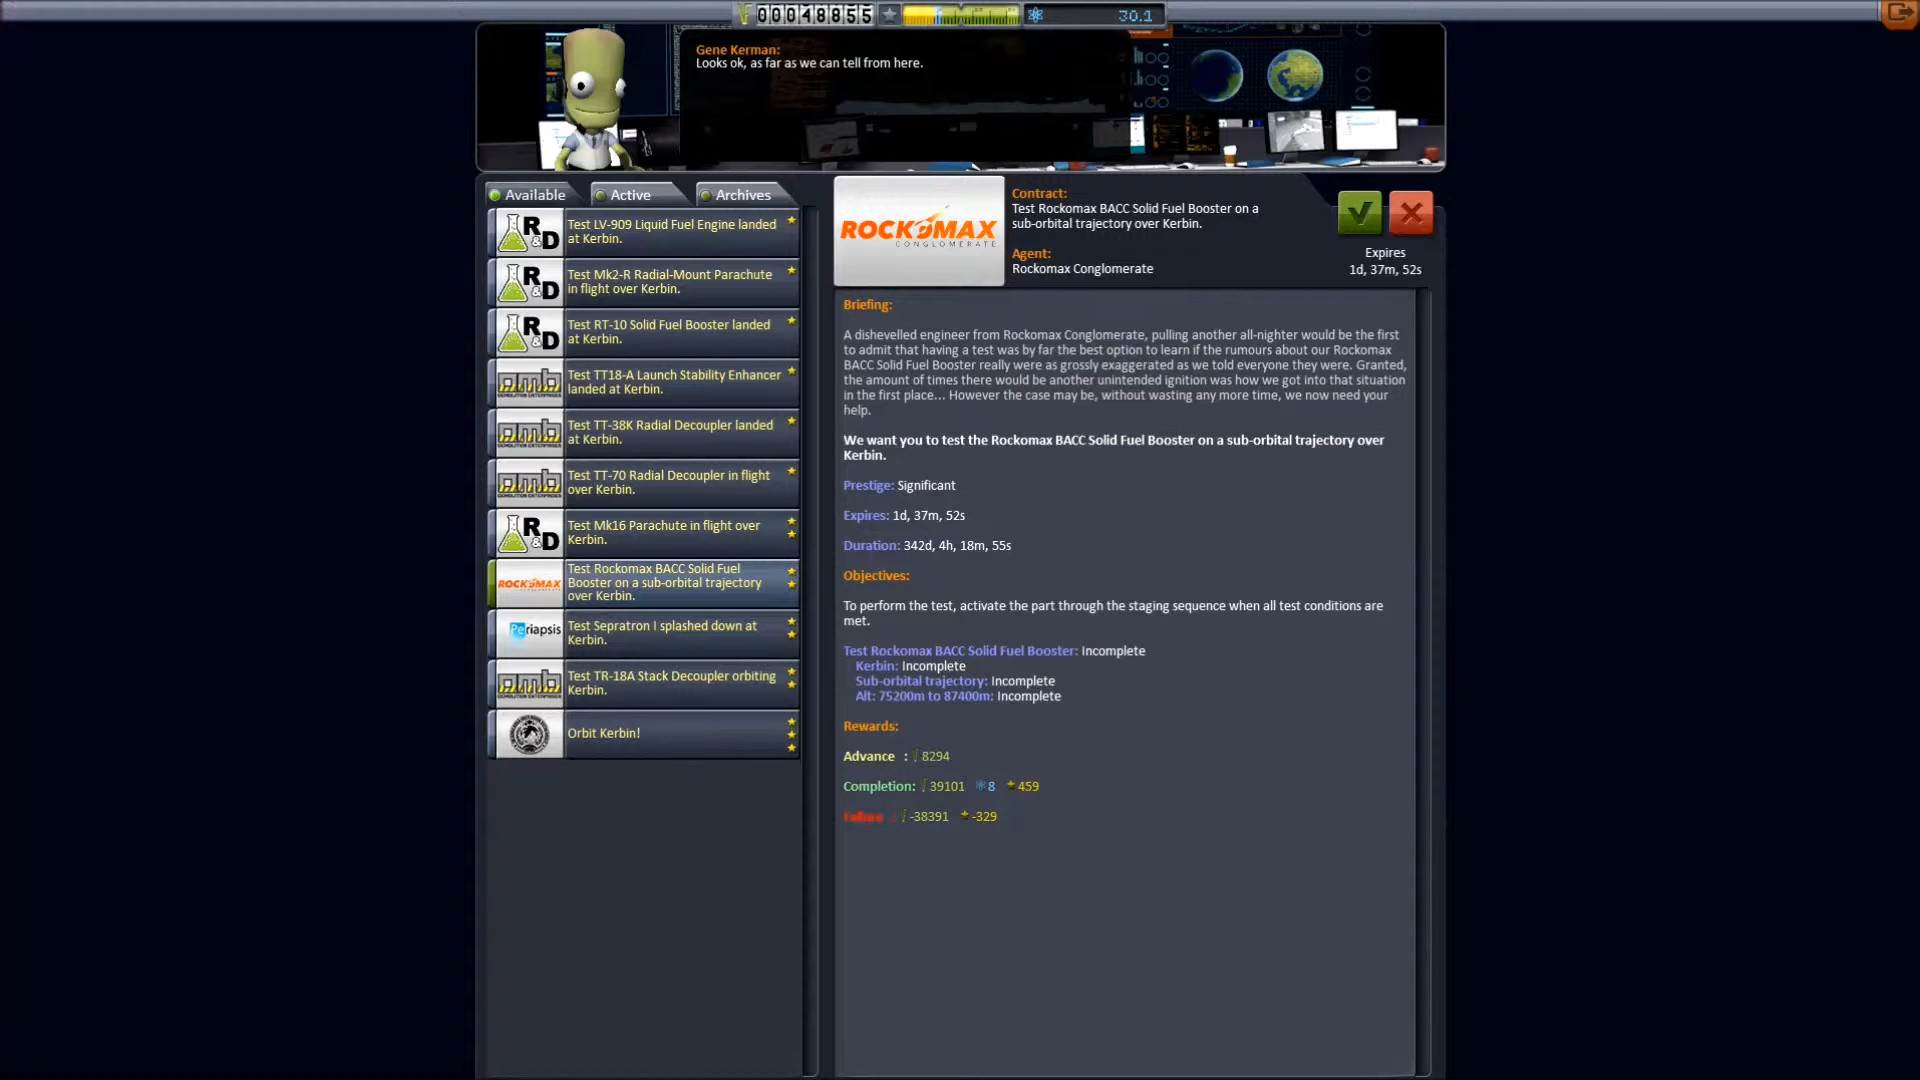 00048855
30.1
Gene Kerman:
Looks ok, as far as we can tell from here.
Available
Active
Archives
R&D
Test LV-909 Liquid Fuel Engine landed
at Kerbin.
R&D
Test Mk2-R Radial-Mount Parachute
in flight over Kerbin.
R&D
Test RT-10 Solid Fuel Booster landed
at Kerbin.
Test TT18-A Launch Stability Enhancer
landed at Kerbin.
Test TT-38K Radial Decoupler landed
at Kerbin.
Test TT-70 Radial Decoupler in flight
over Kerbin.
R&D
Test Mk16 Parachute in flight over
Kerbin.
ROCKOMAX
Test Rockomax BACC Solid Fuel
Booster on a sub-orbital trajectory
over Kerbin.
Periapsis
Test Sepratron I splashed down at
Kerbin.
Test TR-18A Stack Decoupler orbiting
Kerbin.
Orbit Kerbin!
ROCKOMAX
CONGLOMERATE
Contract:
Test Rockomax BACC Solid Fuel Booster on a
sub-orbital trajectory over Kerbin.
Agent:
Rockomax Conglomerate
Expires
1d, 37m, 52s
Briefing:
A dishevelled engineer from Rockomax Conglomerate, pulling another all-nighter would be the first
to admit that having a test was by far the best option to learn if the rumours about our Rockomax
BACC Solid Fuel Booster really were as grossly exaggerated as we told everyone they were. Granted,
the amount of times there would be another unintended ignition was how we got into that situation
in the first place... However the case may be, without wasting any more time, we now need your
help.
We want you to test the Rockomax BACC Solid Fuel Booster on a sub-orbital trajectory over
Kerbin.
Prestige: Significant
Expires: 1d, 37m, 52s
Duration: 342d, 4h, 18m, 55s
Objectives:
To perform the test, activate the part through the staging sequence when all test conditions are
met.
Test Rockomax BACC Solid Fuel Booster: Incomplete
Kerbin: Incomplete
Sub-orbital trajectory: Incomplete
Alt: 75200m to 87400m: Incomplete
Rewards:
Advance : 8294
Completion: 39101 8 459
Failure : -38391 -329